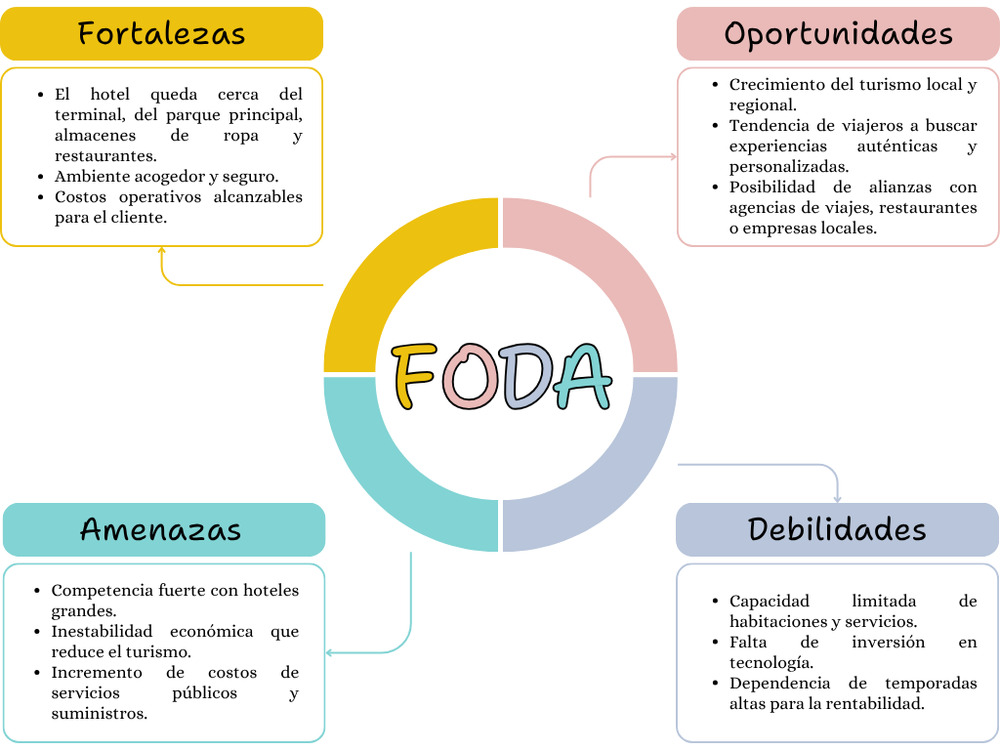 Fortalezas
El hotel queda cerca del
terminal, del parque principal,
almacenes de ropa y
restaurantes.
Ambiente acogedor y seguro.
Costos operativos alcanzables
para el cliente.
Oportunidades
Crecimiento del turismo local y
regional.
Tendencia de viajeros a buscar
experiencias auténticas y
personalizadas.
Posibilidad de alianzas con
agencias de viajes, restaurantes
o empresas locales.
FODA
Amenazas
Competencia fuerte con hoteles
grandes.
Inestabilidad económica que
reduce el turismo.
Incremento de costos de
servicios públicos y
suministros.
Debilidades
Capacidad limitada de
habitaciones y servicios.
Falta de inversión en
tecnología.
Dependencia de temporadas
altas para la rentabilidad.